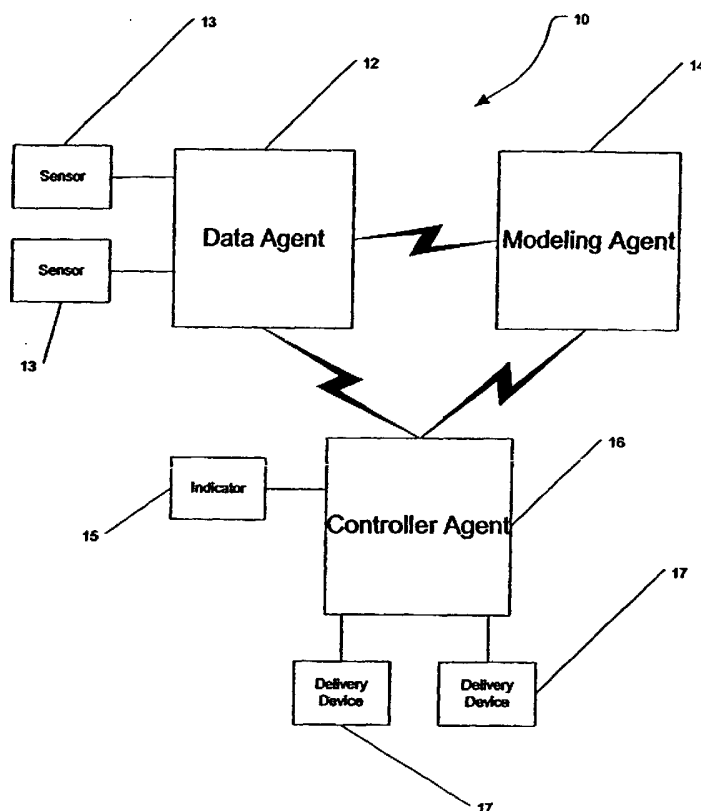 13
10
12
14
Sensor
Data Agent
Modeling Agent
Sensor
13
16
Indicator
15
Controller Agent
17
Delivery
Device
Delivery
Device
17